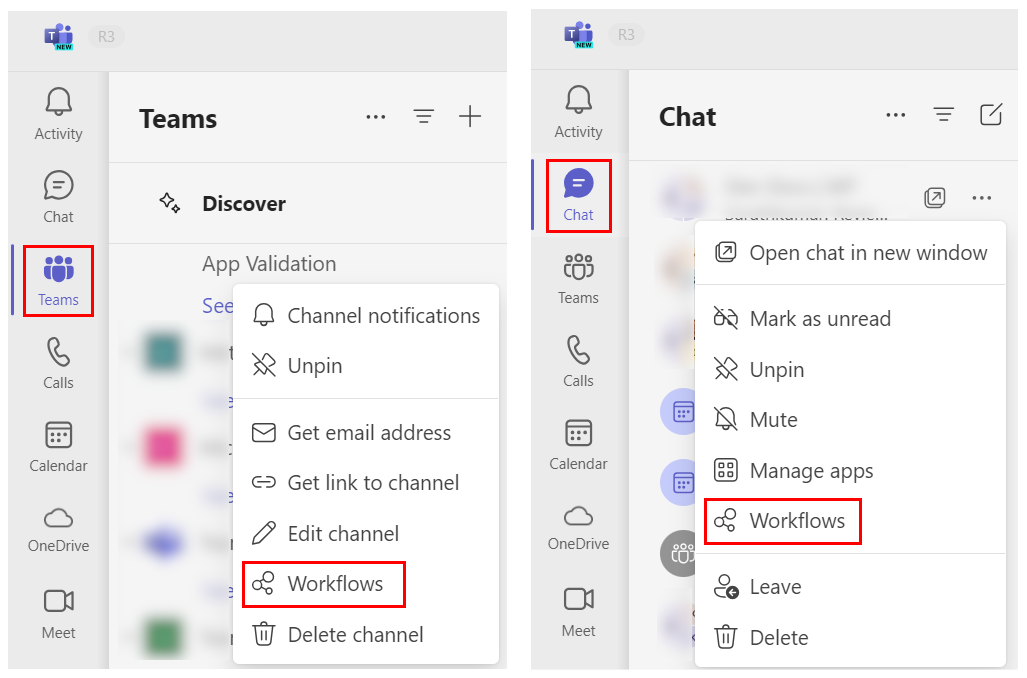 T
NEW
R3
Activity
Chat
Teams
Calls
Calendar
OneDrive
Meet
Teams
Discover
App Validation
See
Channel notifications
Unpin
Get email address
Get link to channel
Edit channel
Workflows
Delete channel
T
NEW
R3
Activity
Chat
Teams
Calls
Calendar
OneDrive
Meet
Chat
Open chat in new window
Mark as unread
Unpin
Mute
Manage apps
Workflows
Leave
Delete